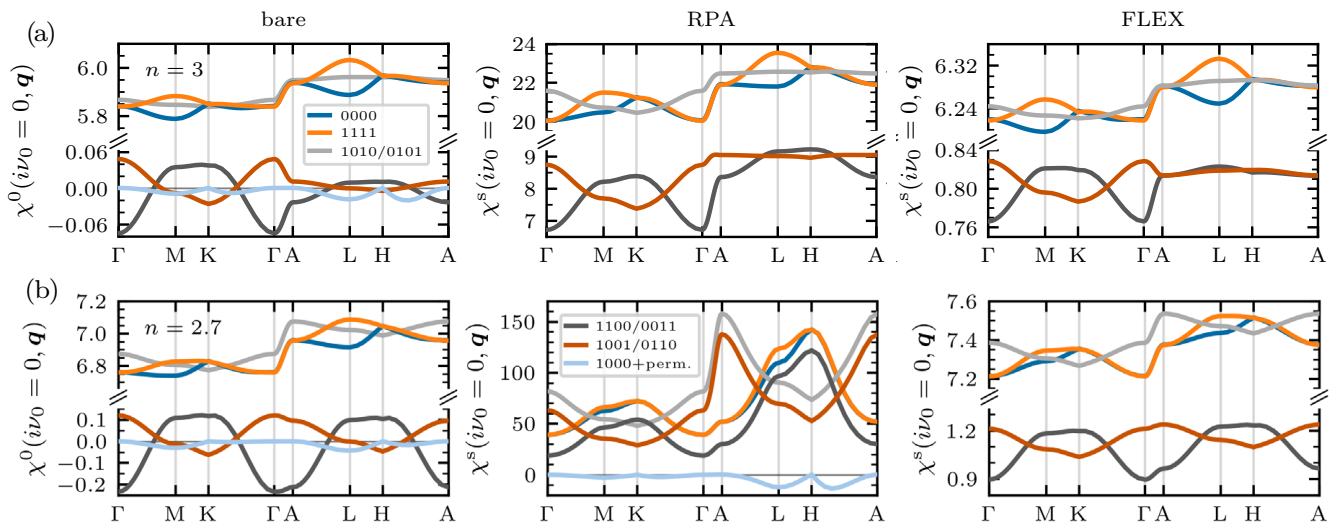 bare
RPA
FLEX
(a)
χ⁰(iν₀ = 0, q)
n = 3
6.0
5.8
0.06
0.00
−0.06
0000
1111
1010/0101
Γ M K Γ A L H A
χˢ(iν₀ = 0, q)
24
22
20
9
8
7
Γ M K Γ A L H A
χˢ(iν₀ = 0, q)
6.32
6.24
0.84
0.80
0.76
Γ M K Γ A L H A
(b)
χ⁰(iν₀ = 0, q)
n = 2.7
7.2
7.0
6.8
0.1
0.0
−0.1
−0.2
Γ M K Γ A L H A
χˢ(iν₀ = 0, q)
150
100
50
0
1100/0011
1001/0110
1000+perm.
Γ M K Γ A L H A
χˢ(iν₀ = 0, q)
7.6
7.4
7.2
1.2
0.9
Γ M K Γ A L H A